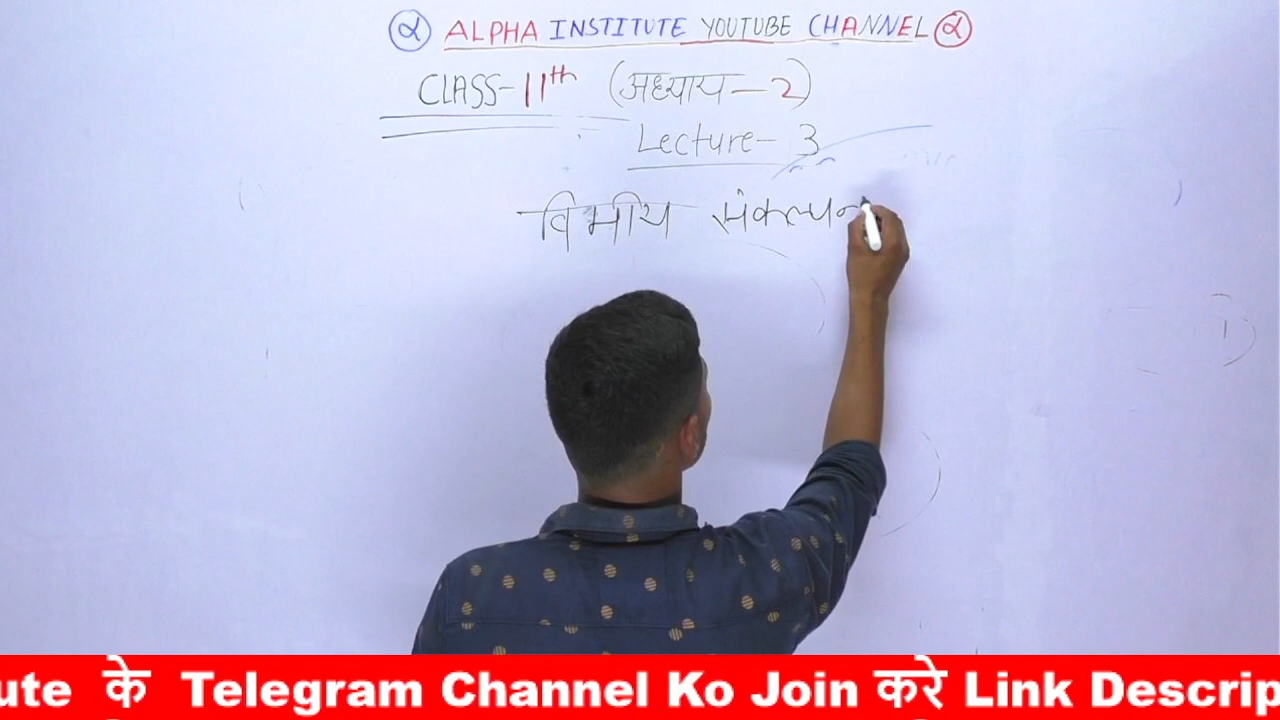 α ALPHA INSTITUTE YOUTUBE CHANNEL α
CLASS-11th (अध्याय-2)
Lecture-3
विमीय संकल्पन
ute के Telegram Channel Ko Join करे Link Descrip